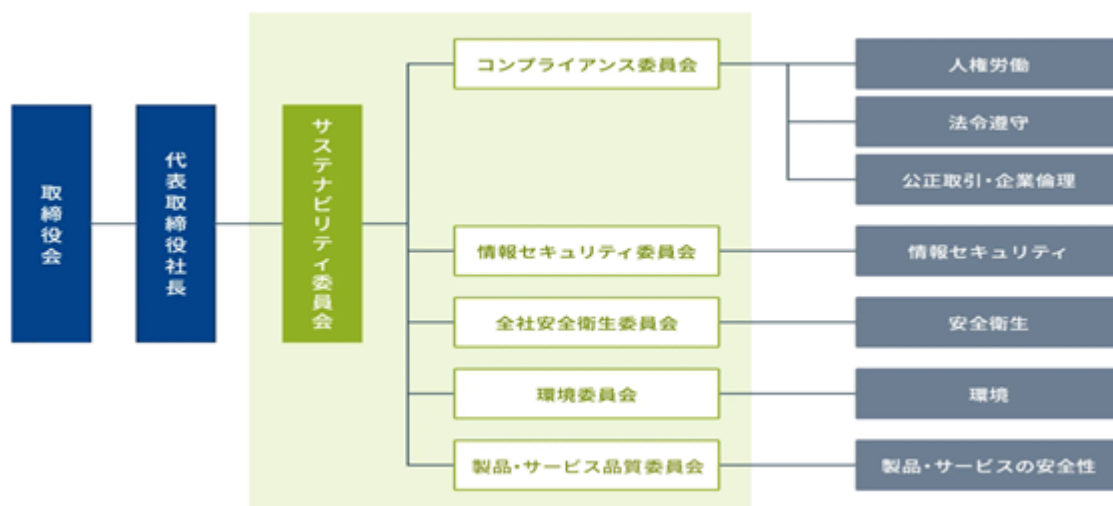 取締役会
代表取締役社長
サステナビリティ委員会
コンプライアンス委員会
人権労働
法令遵守
公正取引・企業倫理
情報セキュリティ委員会
情報セキュリティ
全社安全衛生委員会
安全衛生
環境委員会
環境
製品・サービス品質委員会
製品・サービスの安全性